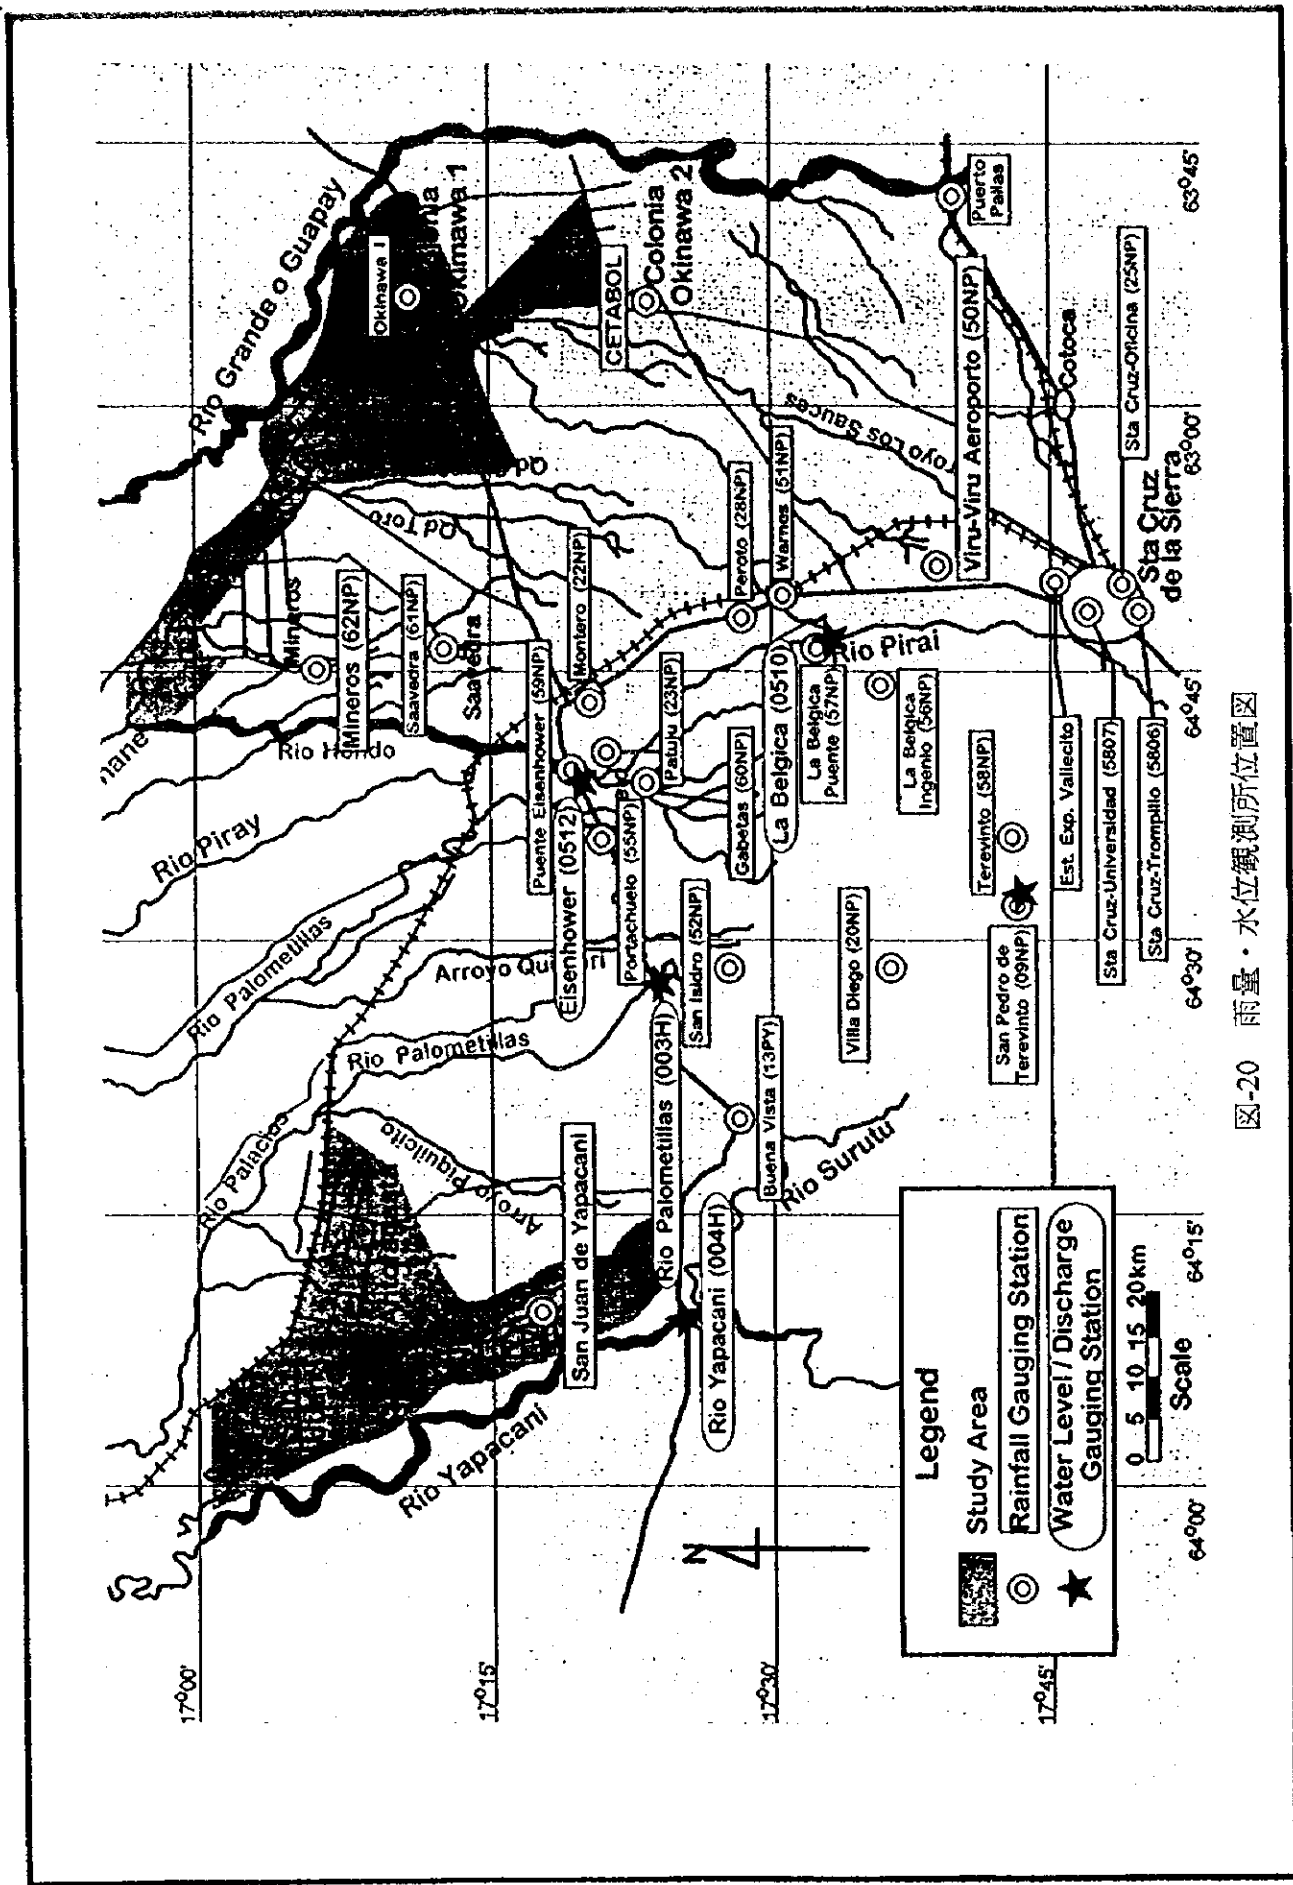 Rio Grande o Guapay
Okinawa I
Okimawa 1
CETABOL
Colonia
Okinawa 2
Puerto
Pailas
Mineros
Mineros (62NP)
Saavedra (61NP)
Saavedra
Qd Toro
Qd
Rio Hondo
Rio Piray
Puente Eisenhower (59NP)
Montero (22NP)
Eisenhower (0512)
Portachuelo (55NP)
Patuju (23NP)
Peroto (28NP)
Warnes (51NP)
Gabetas (60NP)
La Belgica (0510)
La Belgica
Puente (57NP)
La Belgica
Ingenio (56NP)
Rio Pirai
royo Los Sauces
Viru-Viru Aeroporto (50NP)
Cotoca
Sta Cruz-Oficina (25NP)
Sta Cruz
de la Sierra
Rio Palometillas
Arroyo Qu
Rio Palometillas
Rio Palacios
Arroyo Piquilicito
San Isidro (52NP)
Rio Palometillas (003H)
Villa Diego (20NP)
Terevinto (58NP)
San Pedro de
Terevinto (09NP)
Est. Exp. Vallecito
Sta Cruz-Universidad (5807)
Sta Cruz-Trompillo (5806)
Buena Vista (13PY)
San Juan de Yapacani
Rio Surutu
Rio Yapacani (004H)
Rio Yapacani
N
Legend
Study Area
Rainfall Gauging Station
Water Level / Discharge
Gauging Station
0 5 10 15 20km
Scale
17°00'
17°15'
17°30'
17°45'
64°00'
64°15'
64°30'
64°45'
63°00'
63°45'
図-20 雨量・水位観測所位置図